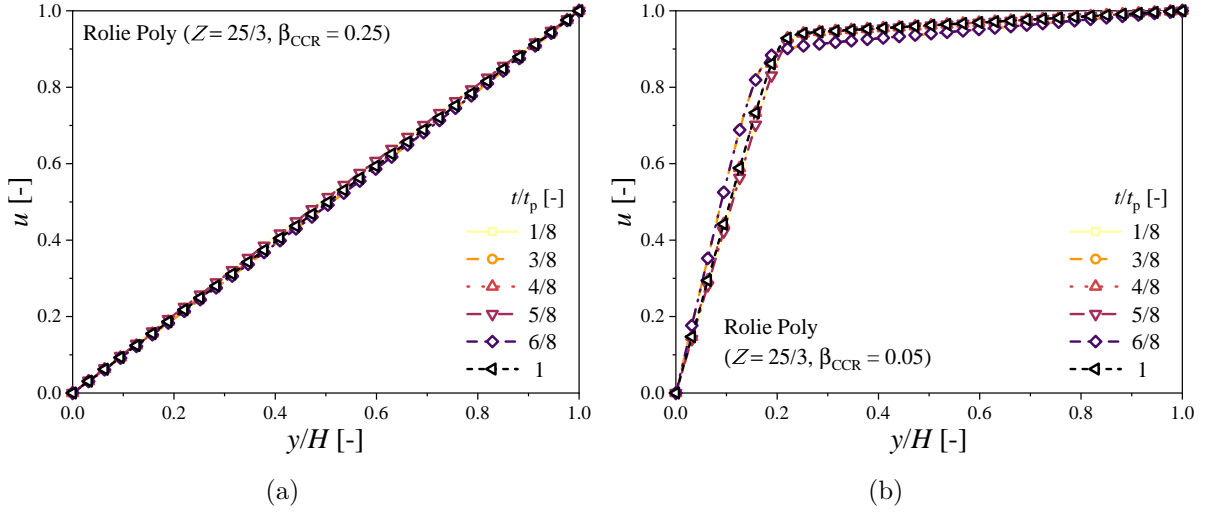 Rolie Poly (Z = 25/3, βCCR = 0.25)
1.0
0.8
0.6
0.4
0.2
0.0
u [-]
t/tp [-]
1/8
3/8
4/8
5/8
6/8
1
0.0 0.2 0.4 0.6 0.8 1.0
y/H [-]
(a)
1.0
0.8
0.6
0.4
0.2
0.0
u [-]
t/tp [-]
1/8
3/8
4/8
5/8
6/8
1
Rolie Poly
(Z = 25/3, βCCR = 0.05)
0.0 0.2 0.4 0.6 0.8 1.0
y/H [-]
(b)